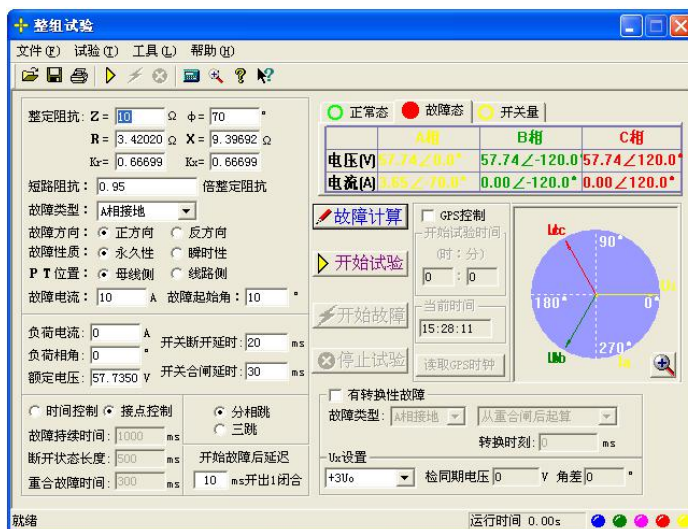 整组试验
文件(F) 试验(T) 工具(L) 帮助(H)
整定阻抗: Z = 10 Ω φ = 70 °
R = 3.42020 Ω X = 9.39692 Ω
Kr= 0.66699 Kx= 0.66699
短路阻抗: 0.95 倍整定阻抗
故障类型: A相接地
故障方向: 正方向 反方向
故障性质: 永久性 瞬时性
P T 位置: 母线侧 线路侧
故障电流: 10 A 故障起始角: 10 °
负荷电流: 0 A
负荷相角: 0 °
额定电压: 57.7350 V
开关断开延时: 20 ms
开关合闸延时: 30 ms
时间控制 接点控制
故障持续时间: 1000 ms
断开状态长度: 500 ms
重合故障时间: 300 ms
分相跳
三跳
开始故障后延迟
10 ms开出1闭合
正常态 故障态 开关量
A相 B相 C相
电压(V) 57.74∠0.0° 57.74∠-120.0° 57.74∠120.0°
电流(A) 3.65∠-70.0° 0.00∠-120.0° 0.00∠120.0°
故障计算
开始试验
开始故障
停止试验
GPS控制
开始试验时间
(时: 分)
0 : 0
当前时间
15:28:11
读取GPS时钟
90°
180° 0°
270°
有转换性故障
故障类型: A相接地 从重合闸后起算
转换时刻: 0 ms
Ux设置
+3Uo 检同期电压 0 V 角差 0 °
就绪
运行时间 0.00s